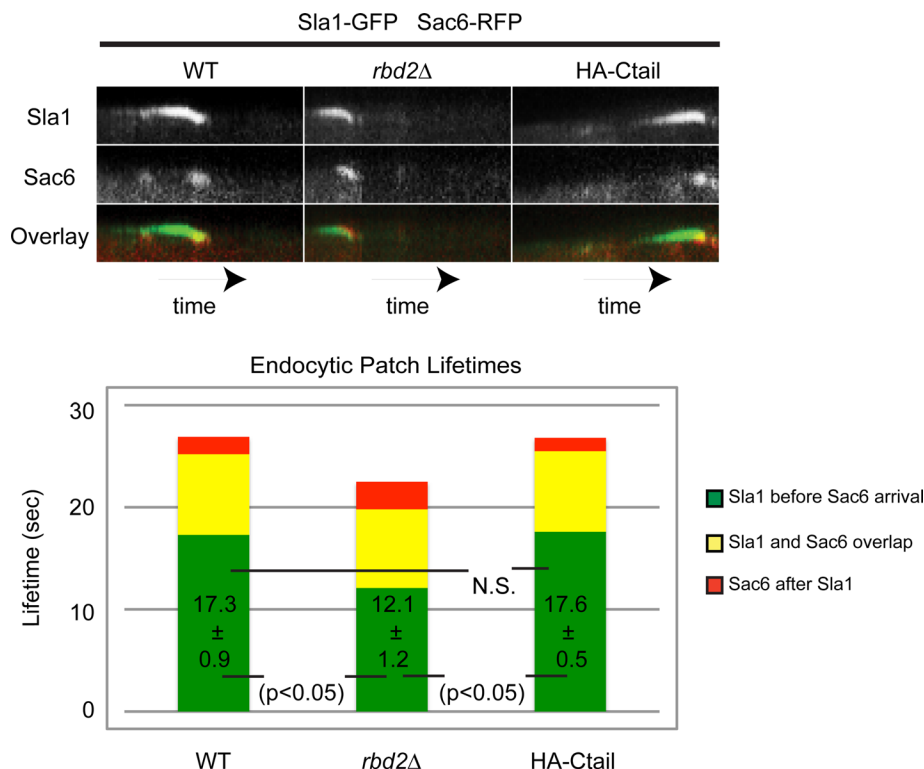 Sla1-GFP Sac6-RFP
WT rbd2Δ HA-Ctail
Sla1
Sac6
Overlay
time time time
Endocytic Patch Lifetimes
Lifetime (sec)
30
20
10
0
N.S.
17.3 ± 0.9
12.1 ± 1.2
17.6 ± 0.5
(p<0.05) (p<0.05)
WT rbd2Δ HA-Ctail
Sla1 before Sac6 arrival
Sla1 and Sac6 overlap
Sac6 after Sla1